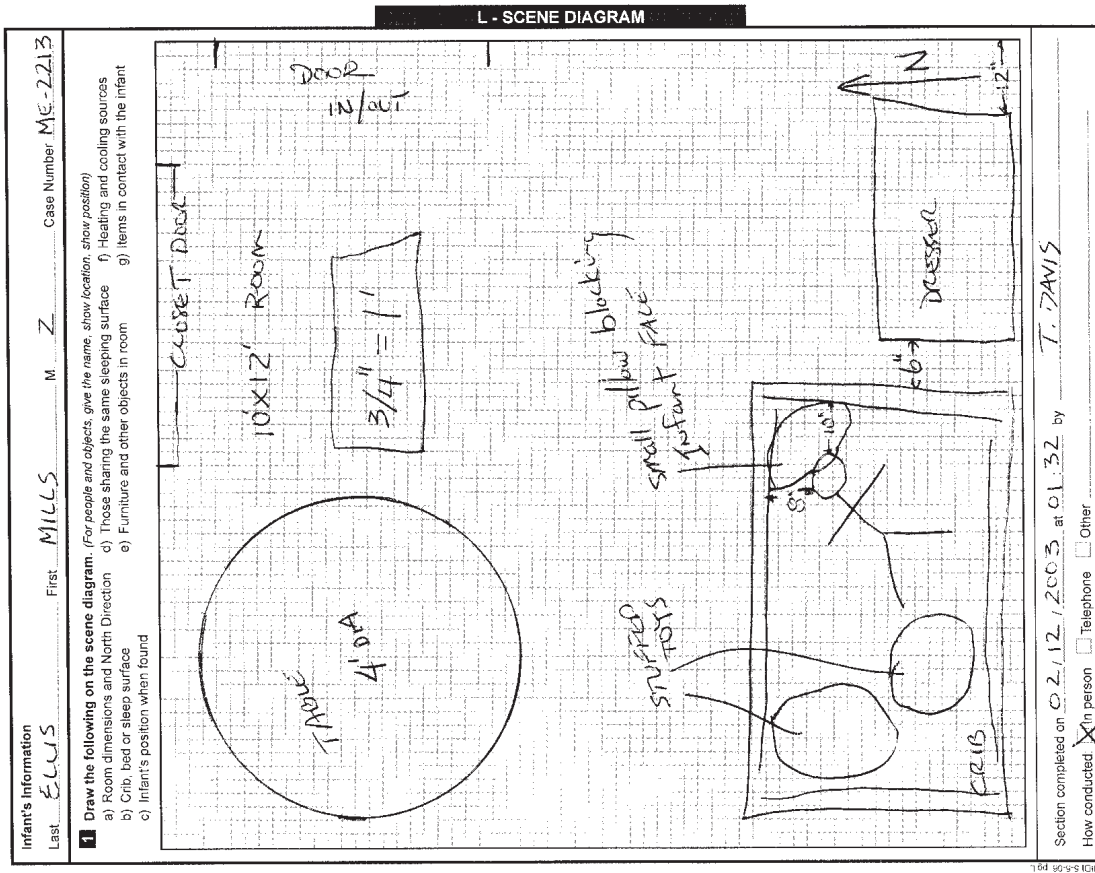 L - SCENE DIAGRAM
Infant's Information
Last ELLIS First MILLS M. Z Case Number ME-2213
1 Draw the following on the scene diagram. (For people and objects, give the name, show location, show position)
a) Room dimensions and North Direction
b) Crib, bed or sleep surface
c) Infant's position when found
d) Those sharing the same sleeping surface
e) Furniture and other objects in room
f) Heating and cooling sources
g) Items in contact with the infant
CLOSET DOOR
DOOR
IN/OUT
10'X12' ROOM
3/4" = 1'
TABLE
4' DIA
small pillow blocking
Infant FACE
STUFFED
TOYS
8"
10"
6"
N
12"
DRESSER
CRIB
Section completed on 02/12/2003 at 01:32 by T. DAVIS
How conducted X In person Telephone Other